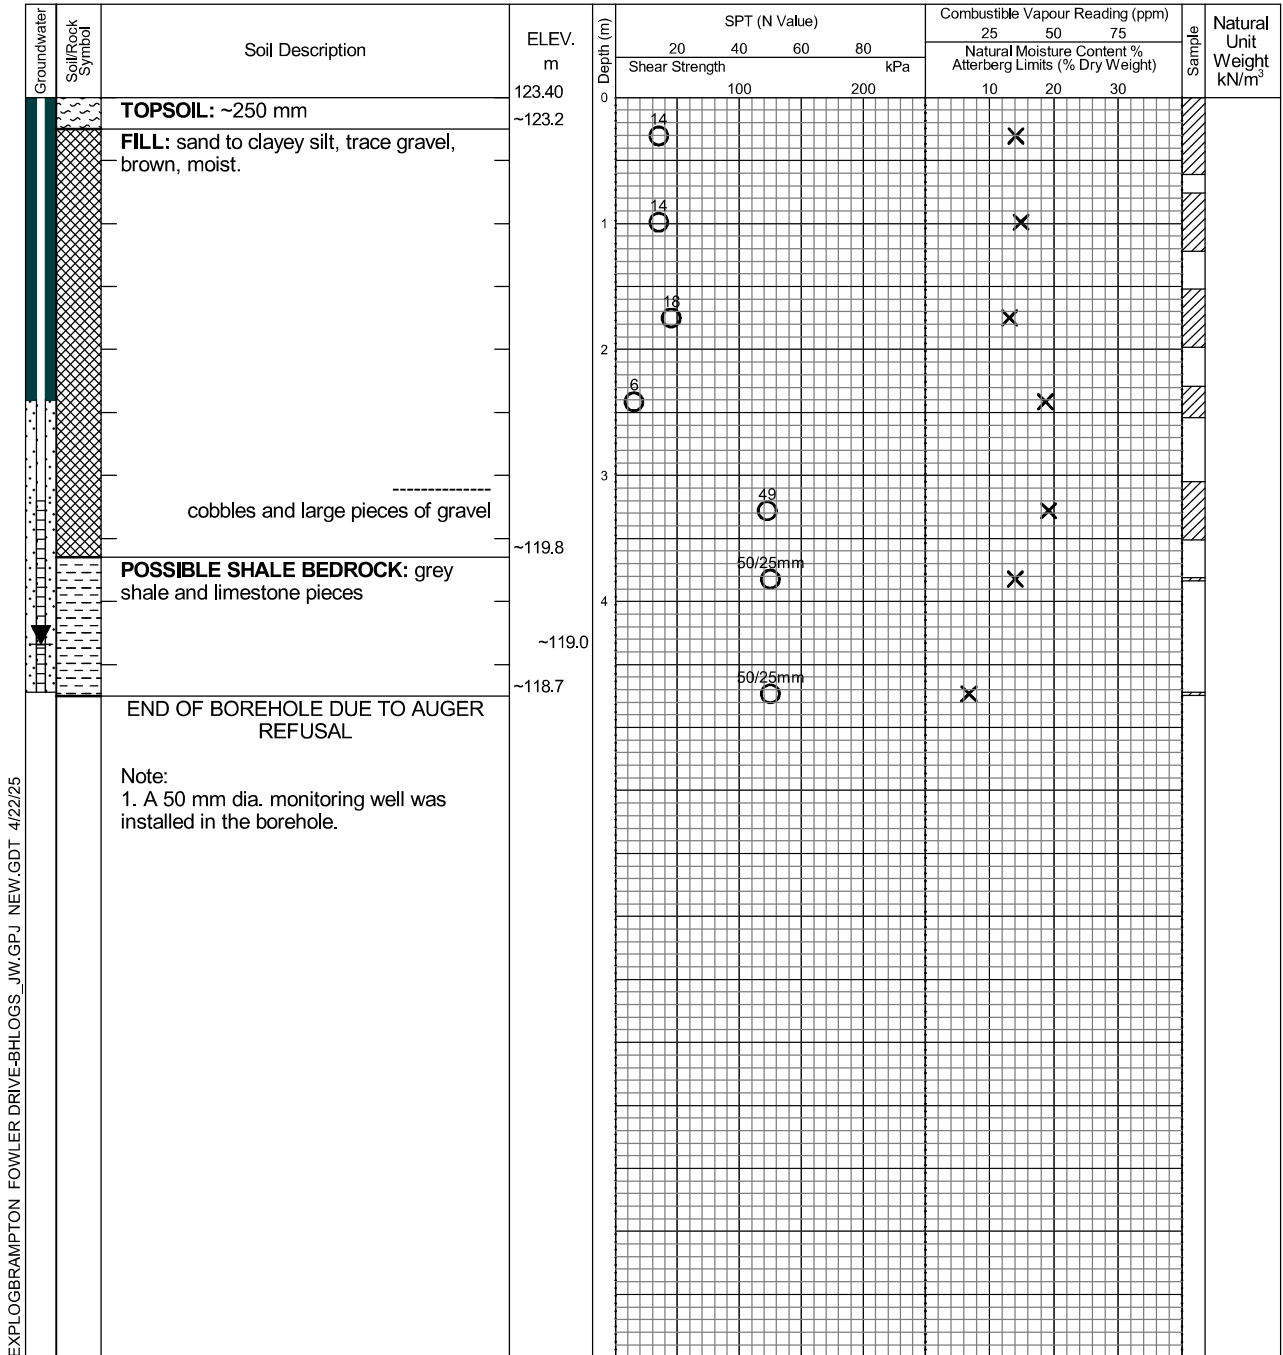 Groundwater
Soil/Rock
Symbol
Soil Description
ELEV.
m
Depth (m)
SPT (N Value)
20 40 60 80
Shear Strength kPa
100 200
Combustible Vapour Reading (ppm)
25 50 75
Natural Moisture Content %
Atterberg Limits (% Dry Weight)
10 20 30
Sample
Natural
Unit
Weight
kN/m³
123.40
0
TOPSOIL: ~250 mm
~123.2
14
FILL: sand to clayey silt, trace gravel,
brown, moist.
14
1
18
2
6
3
49
cobbles and large pieces of gravel
~119.8
50/25mm
POSSIBLE SHALE BEDROCK: grey
shale and limestone pieces
4
~119.0
50/25mm
~118.7
END OF BOREHOLE DUE TO AUGER
REFUSAL
Note:
1. A 50 mm dia. monitoring well was
installed in the borehole.
EXPLOGBRAMPTON FOWLER DRIVE-BHLOGS_JW.GPJ NEW.GDT 4/22/25